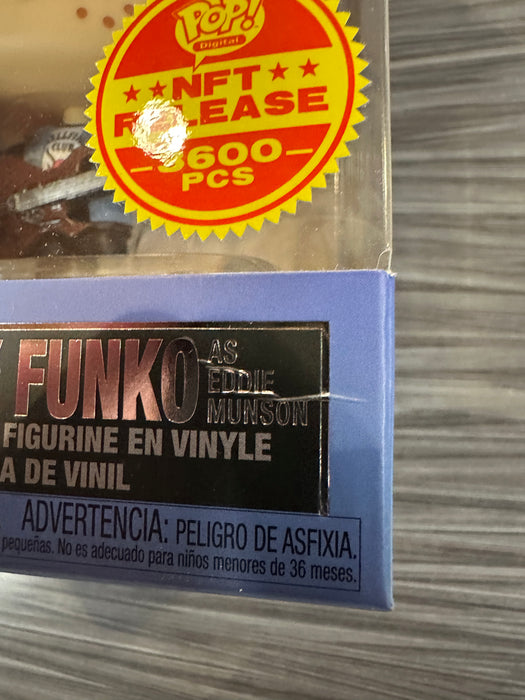 POP!
Digital
NFT
RELEASE
3600
PCS
FUNKO AS
EDDIE
MUNSON
FIGURINE EN VINYLE
A DE VINIL
ADVERTENCIA: PELIGRO DE ASFIXIA.
pequeñas. No es adecuado para niños menores de 36 meses.